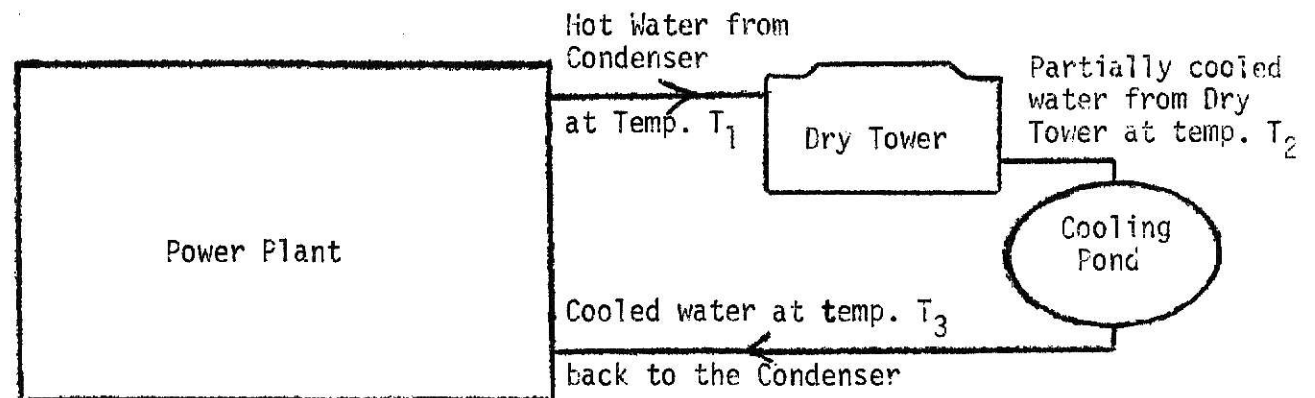 Hot Water from
Condenser
at Temp. T₁
Dry Tower
Partially cooled
water from Dry
Tower at temp. T₂
Power Plant
Cooling
Pond
Cooled water at temp. T₃
back to the Condenser